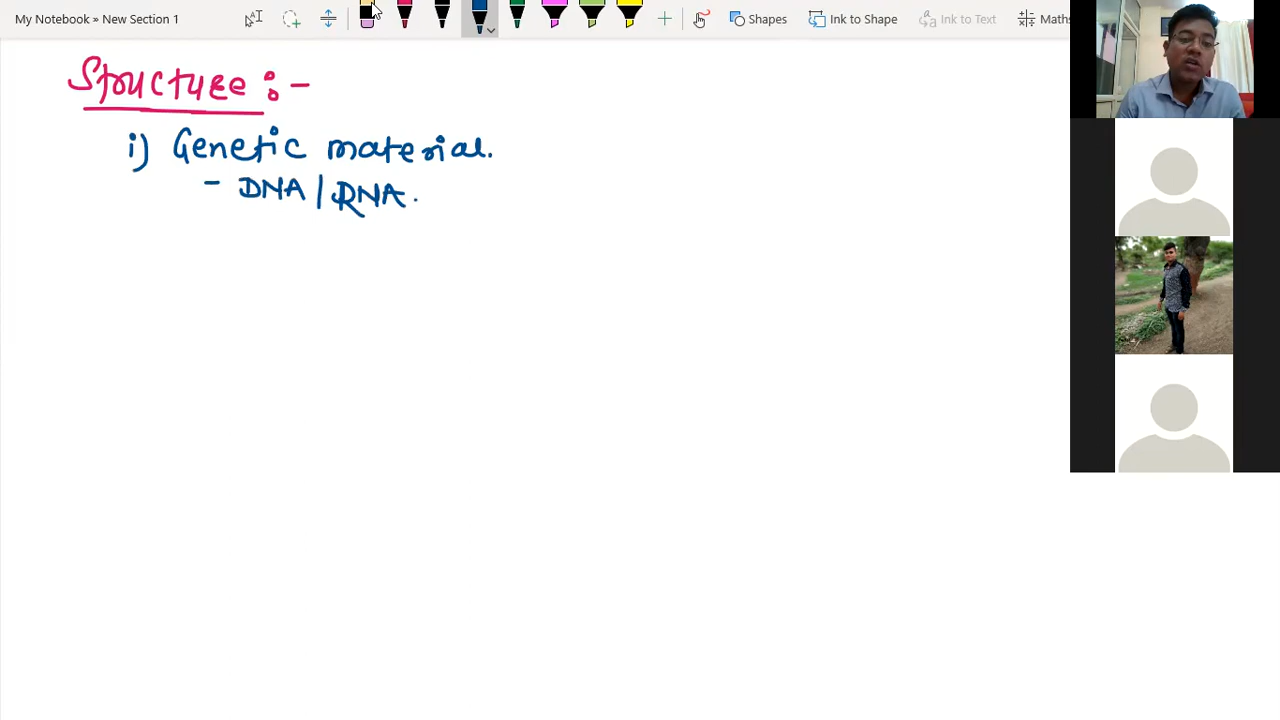 My Notebook » New Section 1
Shapes
Ink to Shape
Ink to Text
Maths
Structure :-
i) Genetic material.
- DNA | RNA.